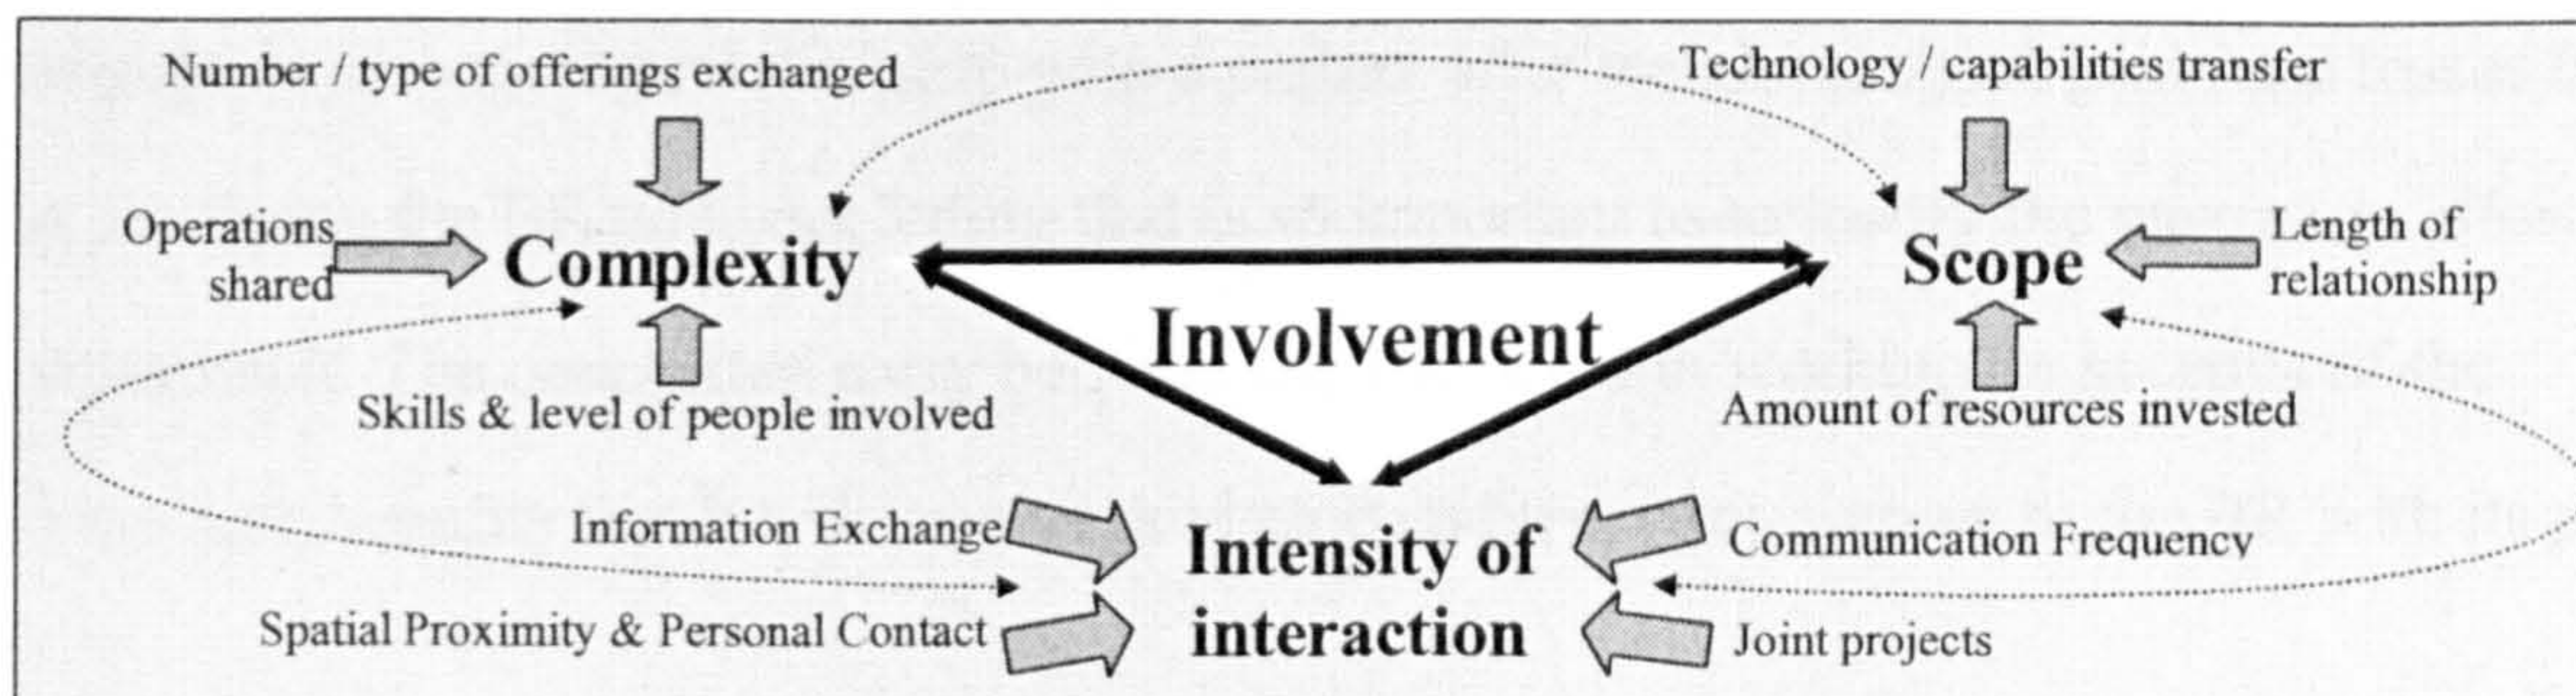 Number / type of offerings exchanged
Technology / capabilities transfer
Operations
shared
Complexity
Scope
Length of
relationship
Involvement
Skills & level of people involved
Amount of resources invested
Information Exchange
Intensity of
interaction
Communication Frequency
Spatial Proximity & Personal Contact
Joint projects